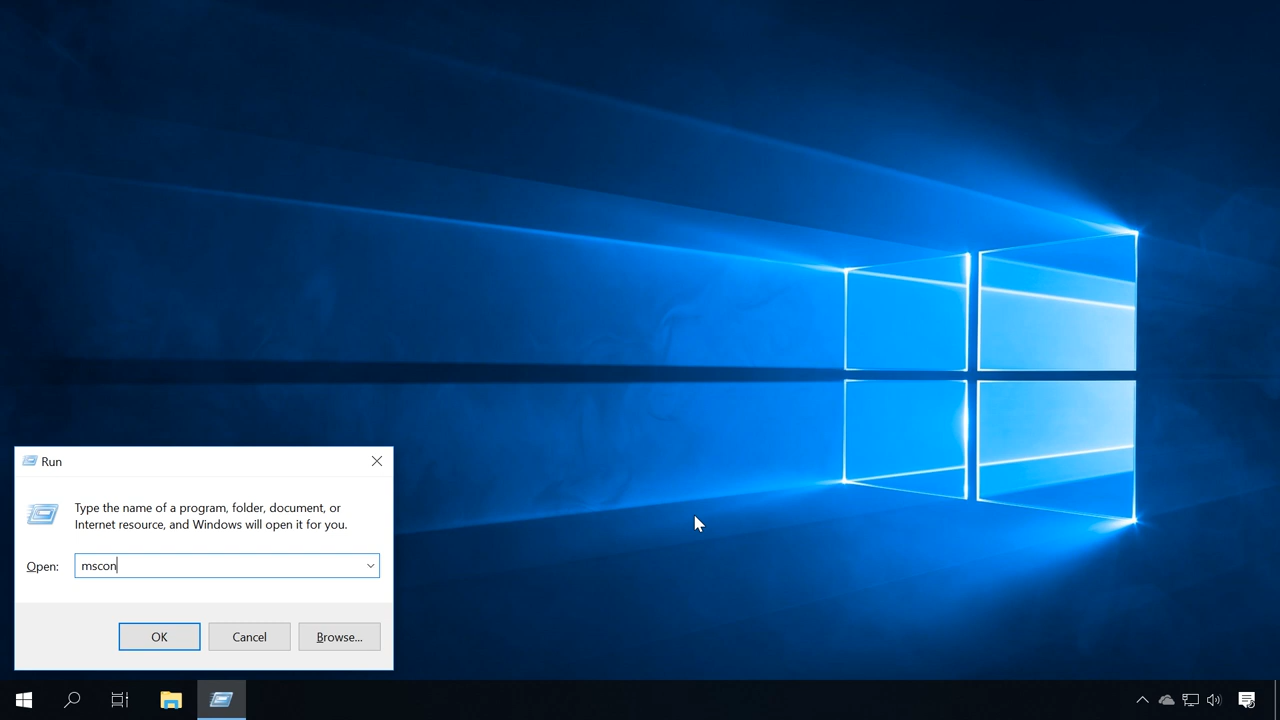 Run
Type the name of a program, folder, document, or
Internet resource, and Windows will open it for you.
Open:
mscon
OK
Cancel
Browse...